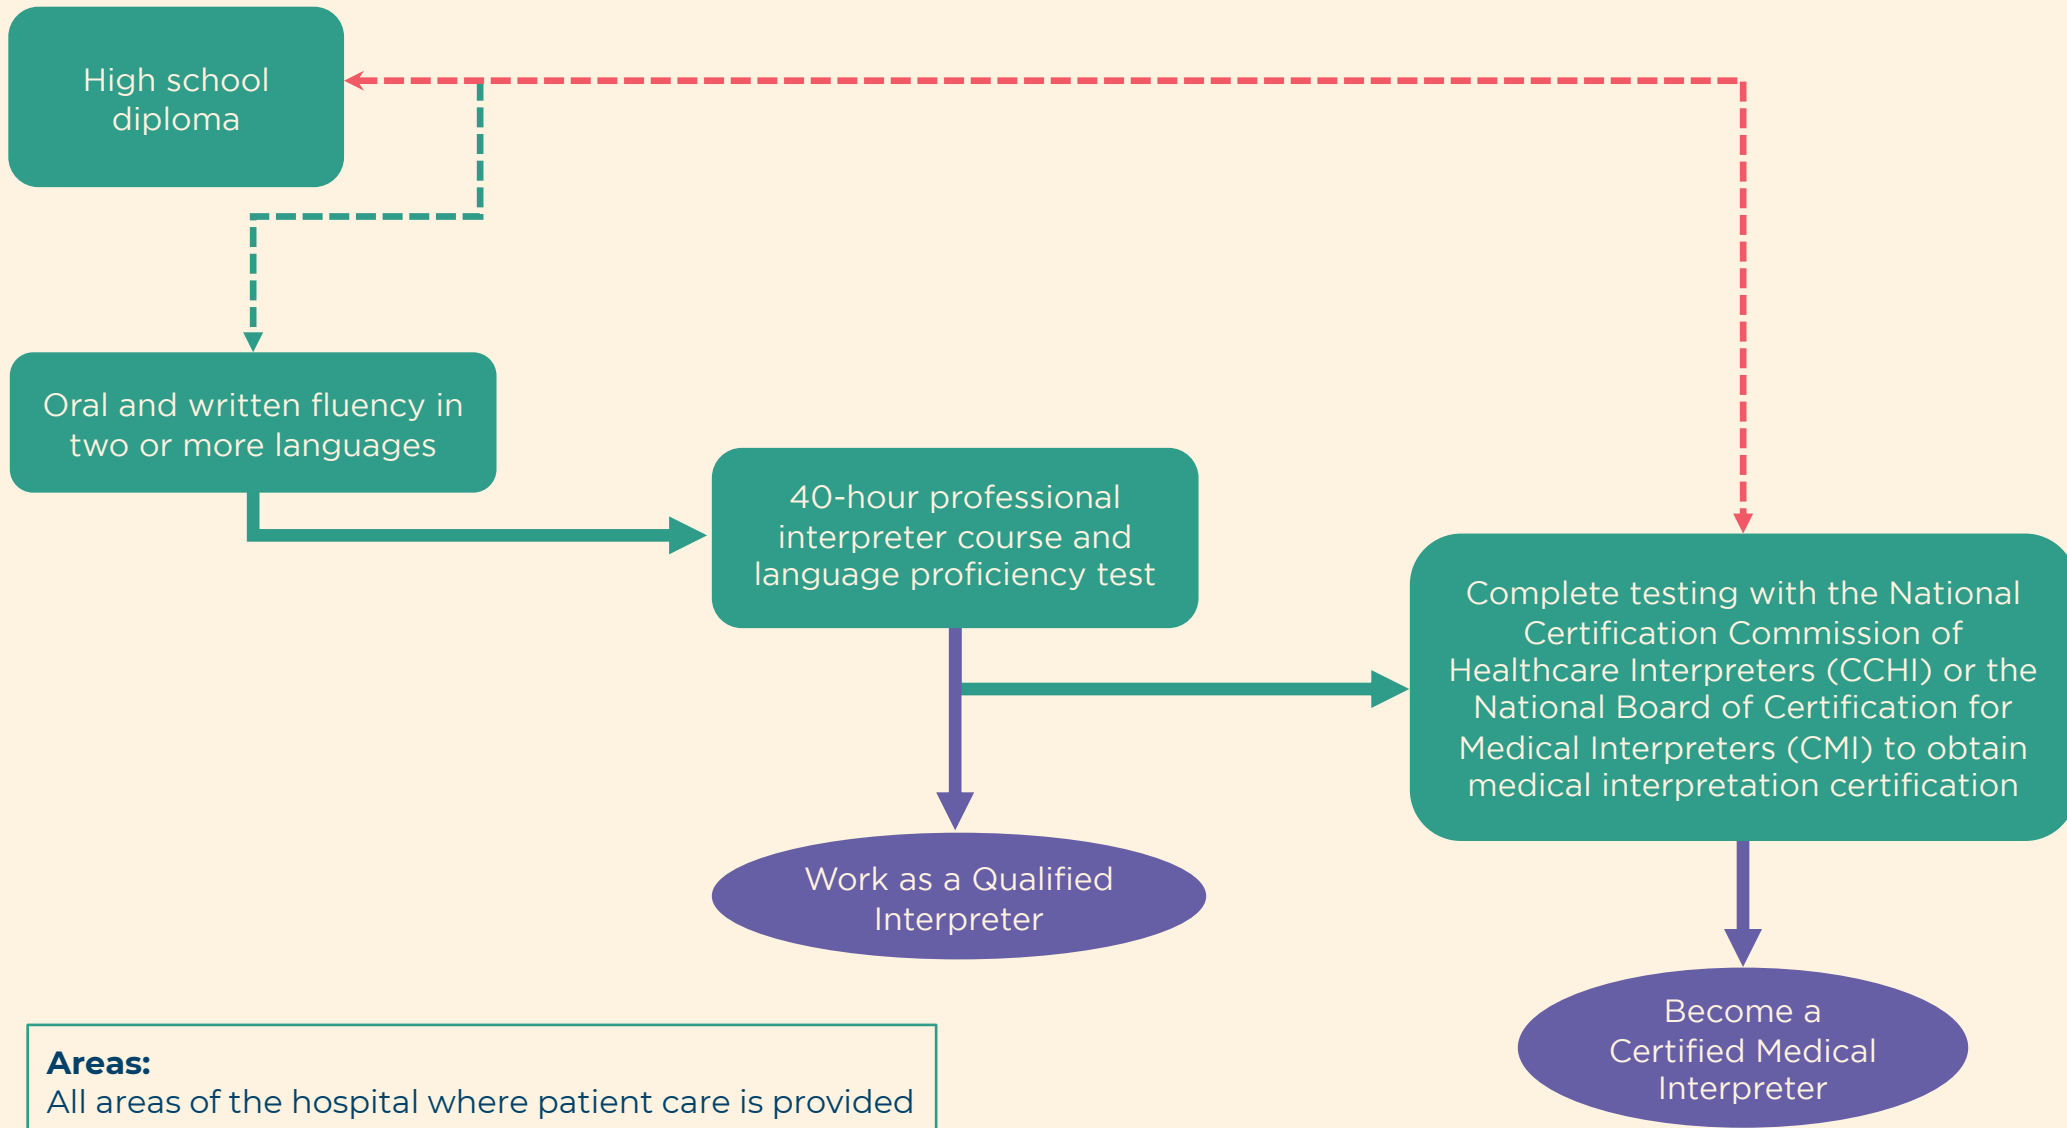 High school
diploma
Oral and written fluency in
two or more languages
40-hour professional
interpreter course and
language proficiency test
Complete testing with the National
Certification Commission of
Healthcare Interpreters (CCHI) or the
National Board of Certification for
Medical Interpreters (CMI) to obtain
medical interpretation certification
Work as a Qualified
Interpreter
Become a
Certified Medical
Interpreter
Areas:
All areas of the hospital where patient care is provided